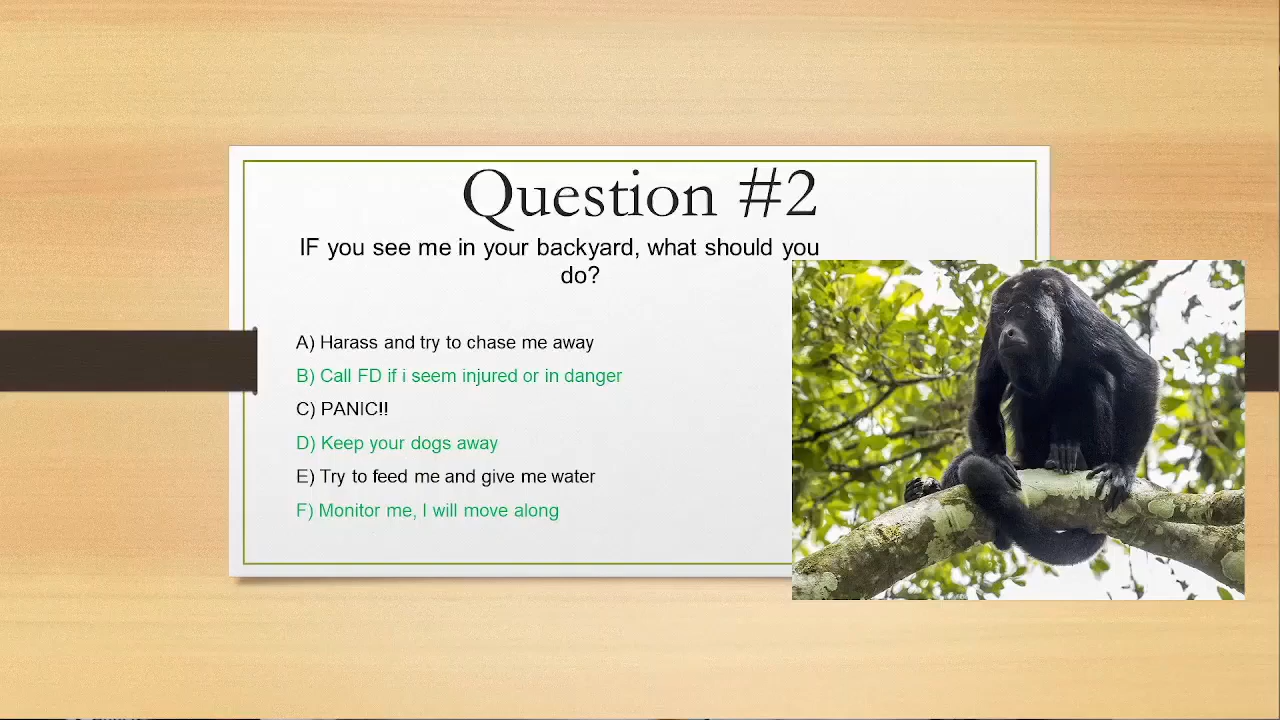 Question #2
IF you see me in your backyard, what should you
do?
A) Harass and try to chase me away
B) Call FD if i seem injured or in danger
C) PANIC!!
D) Keep your dogs away
E) Try to feed me and give me water
F) Monitor me, I will move along